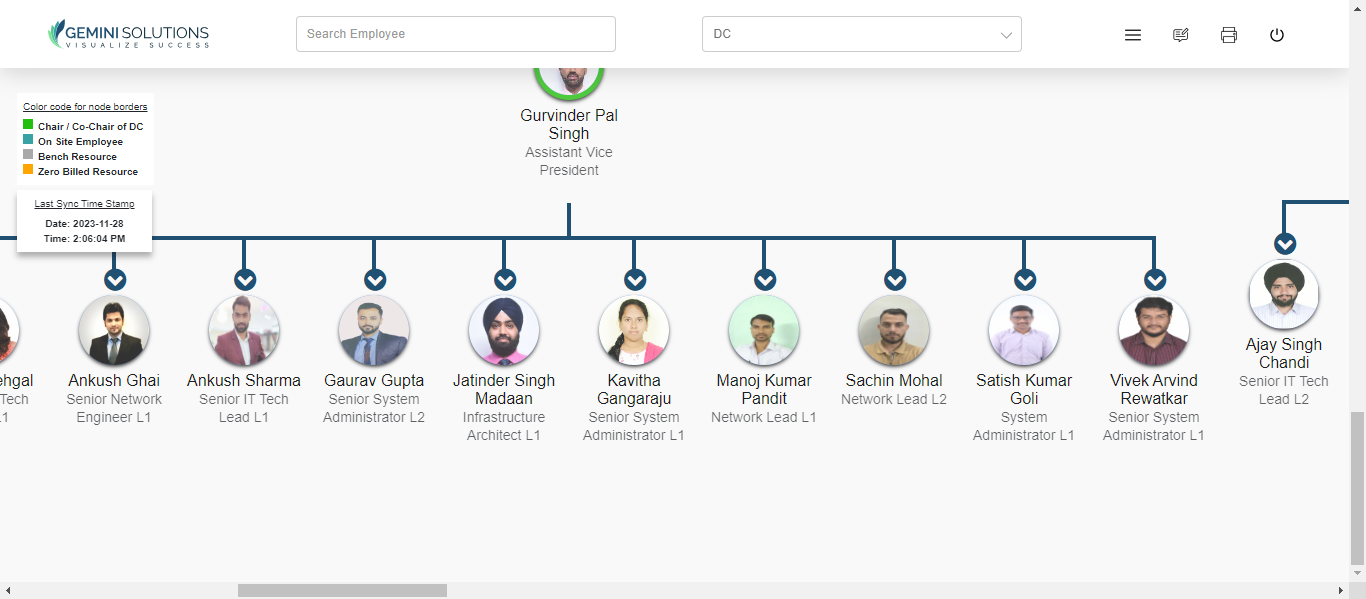 GEMINI SOLUTIONS
VISUALIZE SUCCESS
Search Employee
DC
Color code for node borders
Chair / Co-Chair of DC
On Site Employee
Bench Resource
Zero Billed Resource
Last Sync Time Stamp
Date: 2023-11-28
Time: 2:06:04 PM
Gurvinder Pal
Singh
Assistant Vice
President
ehgal
Tech
Ankush Ghai
Senior Network
Engineer L1
Ankush Sharma
Senior IT Tech
Lead L1
Gaurav Gupta
Senior System
Administrator L2
Jatinder Singh
Madaan
Infrastructure
Architect L1
Kavitha
Gangaraju
Senior System
Administrator L1
Manoj Kumar
Pandit
Network Lead L1
Sachin Mohal
Network Lead L2
Satish Kumar
Goli
System
Administrator L1
Vivek Arvind
Rewatkar
Senior System
Administrator L1
Ajay Singh
Chandi
Senior IT Tech
Lead L2